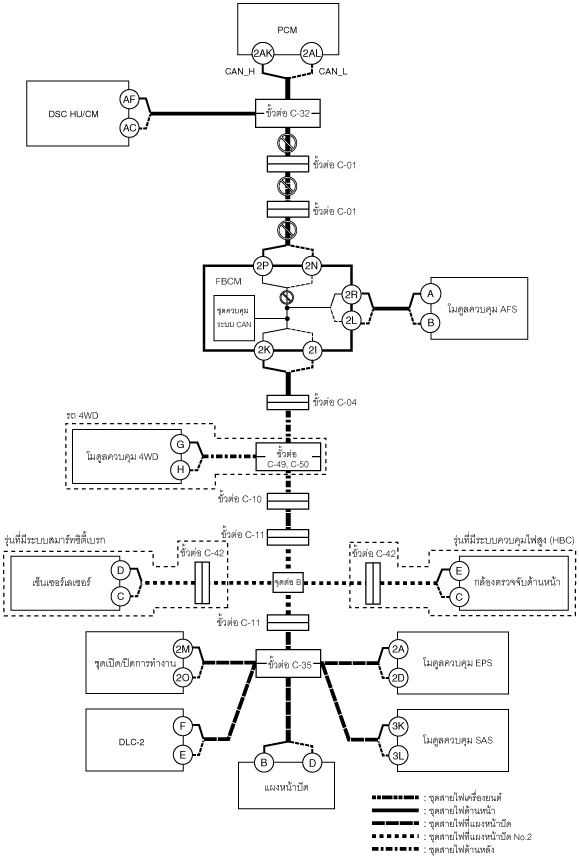 PCM
2AK
2AL
CAN_H
CAN_L
AF
DSC HU/CM
AC
ขั้วต่อ C-32
ขั้วต่อ C-01
ขั้วต่อ C-01
2P
2N
FBCM
2R
A
ชุดควบคุม
ระบบ CAN
โมดูลควบคุม AFS
2L
B
2K
2I
ขั้วต่อ C-04
รถ 4WD
G
โมดูลควบคุม 4WD
H
ขั้วต่อ
C-49, C-50
ขั้วต่อ C-10
ขั้วต่อ C-11
รุ่นที่มีระบบสมาร์ทซิตี้เบรก
ขั้วต่อ C-42
ขั้วต่อ C-42
รุ่นที่มีระบบควบคุมไฟสูง (HBC)
D
เซ็นเซอร์เลเซอร์
C
จุดต่อ B
E
กล้องตรวจจับด้านหน้า
C
ขั้วต่อ C-11
2M
ชุดเปิด/ปิดการทำงาน
2O
ขั้วต่อ C-35
2A
โมดูลควบคุม EPS
2D
F
DLC-2
E
3K
โมดูลควบคุม SAS
3L
B
D
แผงหน้าปัด
: ชุดสายไฟเครื่องยนต์
: ชุดสายไฟด้านหน้า
: ชุดสายไฟที่แผงหน้าปัด
: ชุดสายไฟที่แผงหน้าปัด No.2
: ชุดสายไฟด้านหลัง